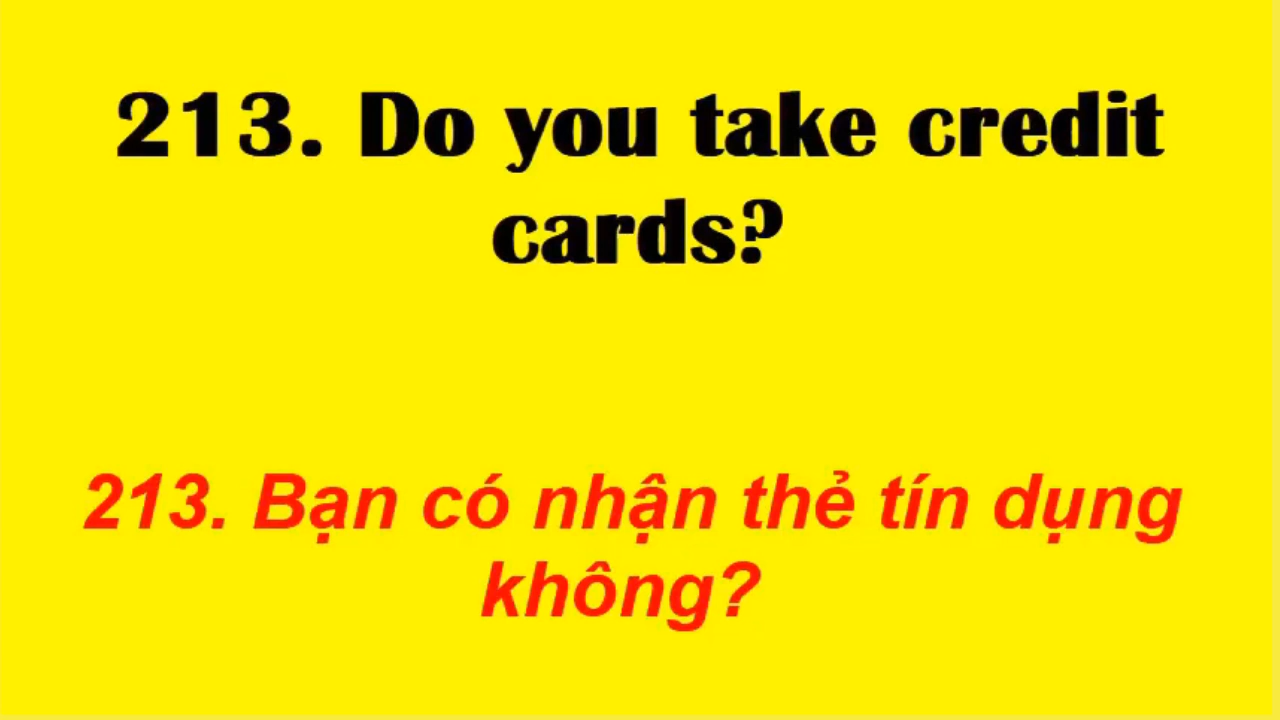 213. Do you take credit
cards?
213. Bạn có nhận thẻ tín dụng
không?